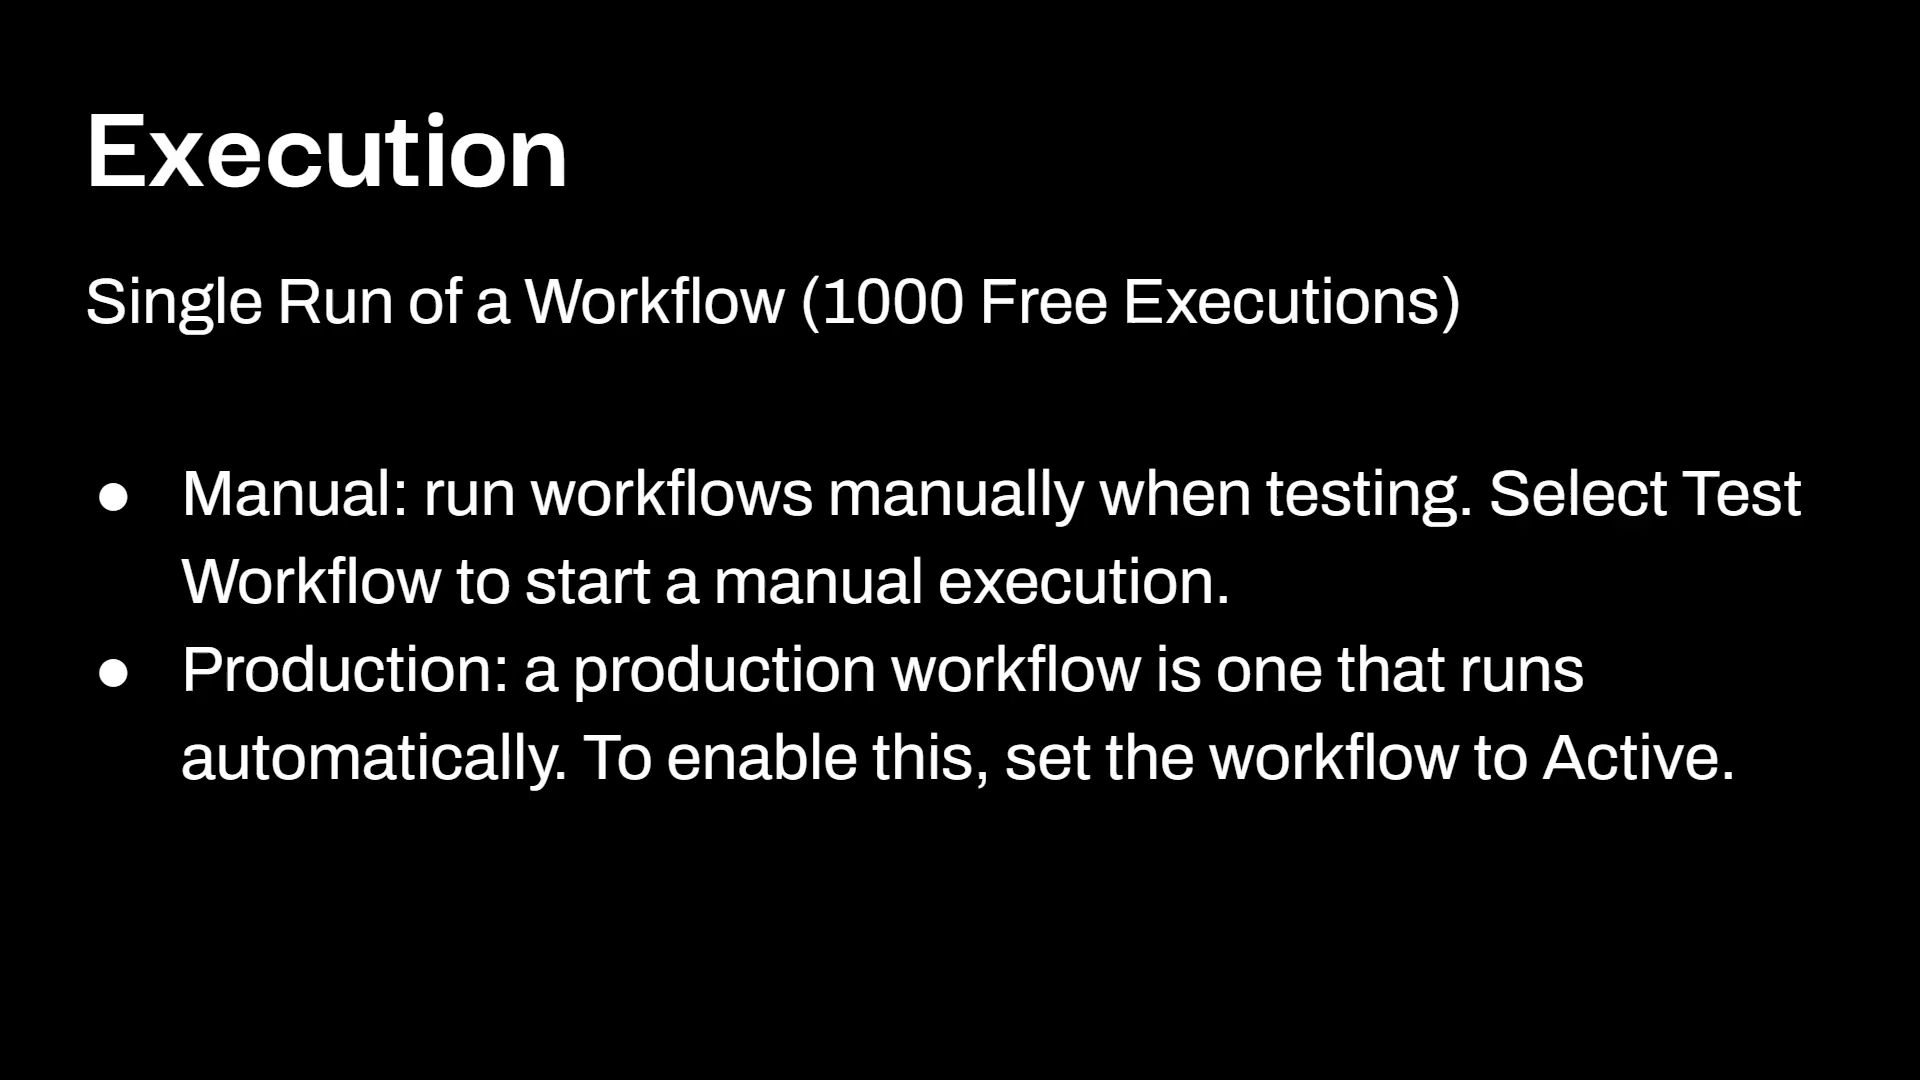 Execution
Single Run of a Workflow (1000 Free Executions)
● Manual: run workflows manually when testing. Select Test
Workflow to start a manual execution.
● Production: a production workflow is one that runs
automatically. To enable this, set the workflow to Active.